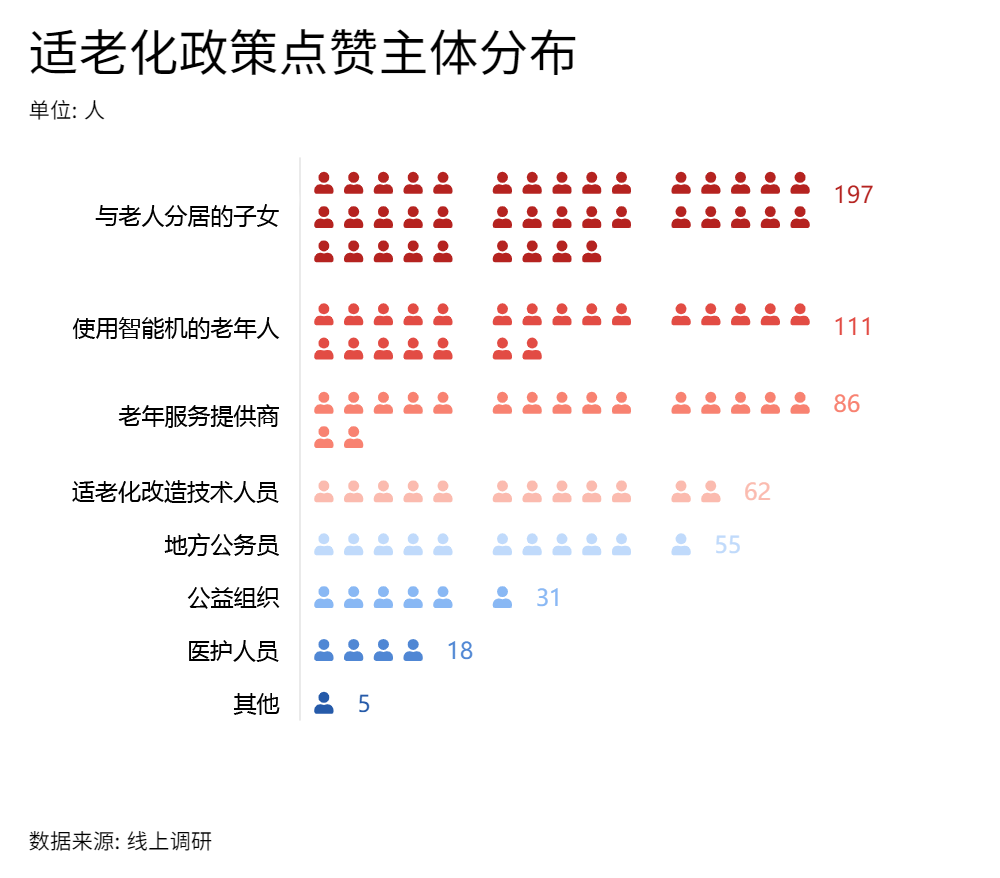 适老化政策点赞主体分布
单位: 人
与老人分居的子女 197
使用智能机的老年人 111
老年服务提供商 86
适老化改造技术人员 62
地方公务员 55
公益组织 31
医护人员 18
其他 5
数据来源: 线上调研